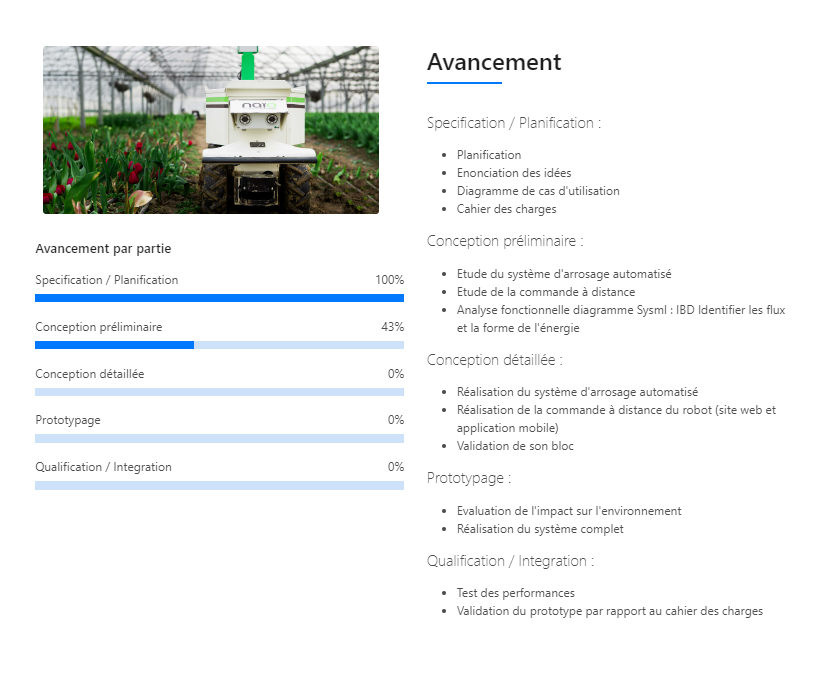 naïo
Avancement par partie
Specification / Planification 100%
Conception préliminaire 43%
Conception détaillée 0%
Prototypage 0%
Qualification / Integration 0%
Avancement
Specification / Planification :
Planification
Enonciation des idées
Diagramme de cas d'utilisation
Cahier des charges
Conception préliminaire :
Etude du système d'arrosage automatisé
Etude de la commande à distance
Analyse fonctionnelle diagramme Sysml : IBD Identifier les flux
et la forme de l'énergie
Conception détaillée :
Réalisation du système d'arrosage automatisé
Réalisation de la commande à distance du robot (site web et
application mobile)
Validation de son bloc
Prototypage :
Evaluation de l'impact sur l'environnement
Réalisation du système complet
Qualification / Integration :
Test des performances
Validation du prototype par rapport au cahier des charges